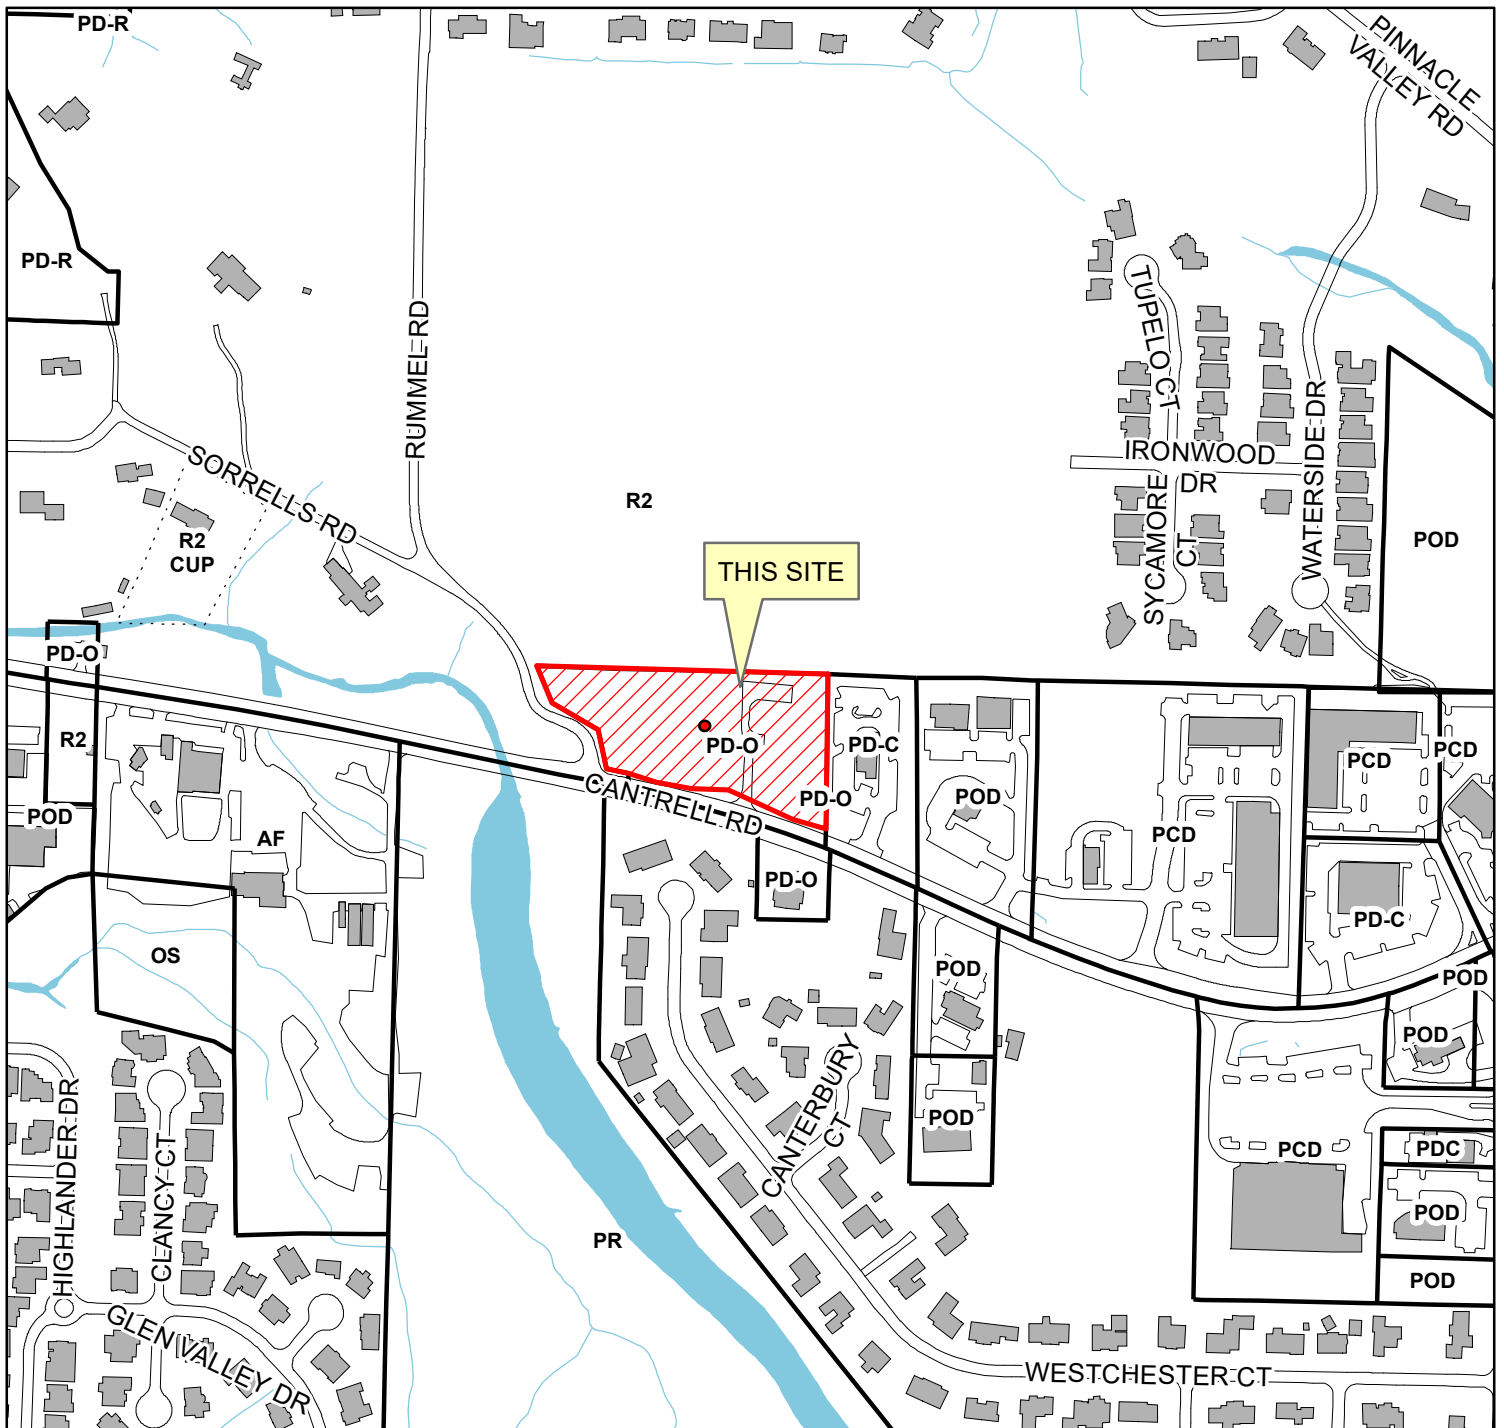 PD-R
PINNACLE
VALLEY RD
PD-R
TUPELO CT
RUMMEL RD
WATERSIDE DR
IRONWOOD
DR
SORRELLS RD
R2
SYCAMORE
CT
POD
R2
CUP
THIS SITE
PD-O
R2
PD-O
PD-C
PCD
PCD
POD
CANTRELL RD
PD-O
POD
PCD
AF
PD-O
PD-C
OS
POD
POD
POD
CANTERBURY
CT
HIGHLANDER DR
CLANCY CT
POD
PCD
PDC
POD
PR
POD
GLEN VALLEY DR
WESTCHESTER CT